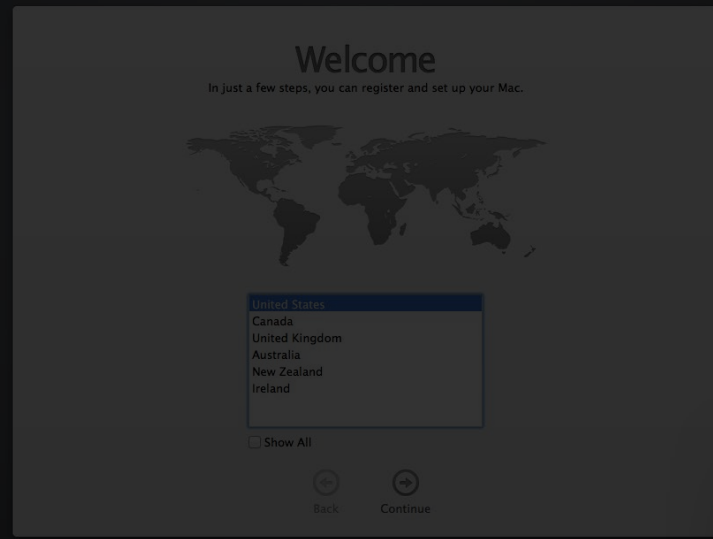 Welcome
In just a few steps, you can register and set up your Mac.
United States
Canada
United Kingdom
Australia
New Zealand
Ireland
Show All
Back
Continue